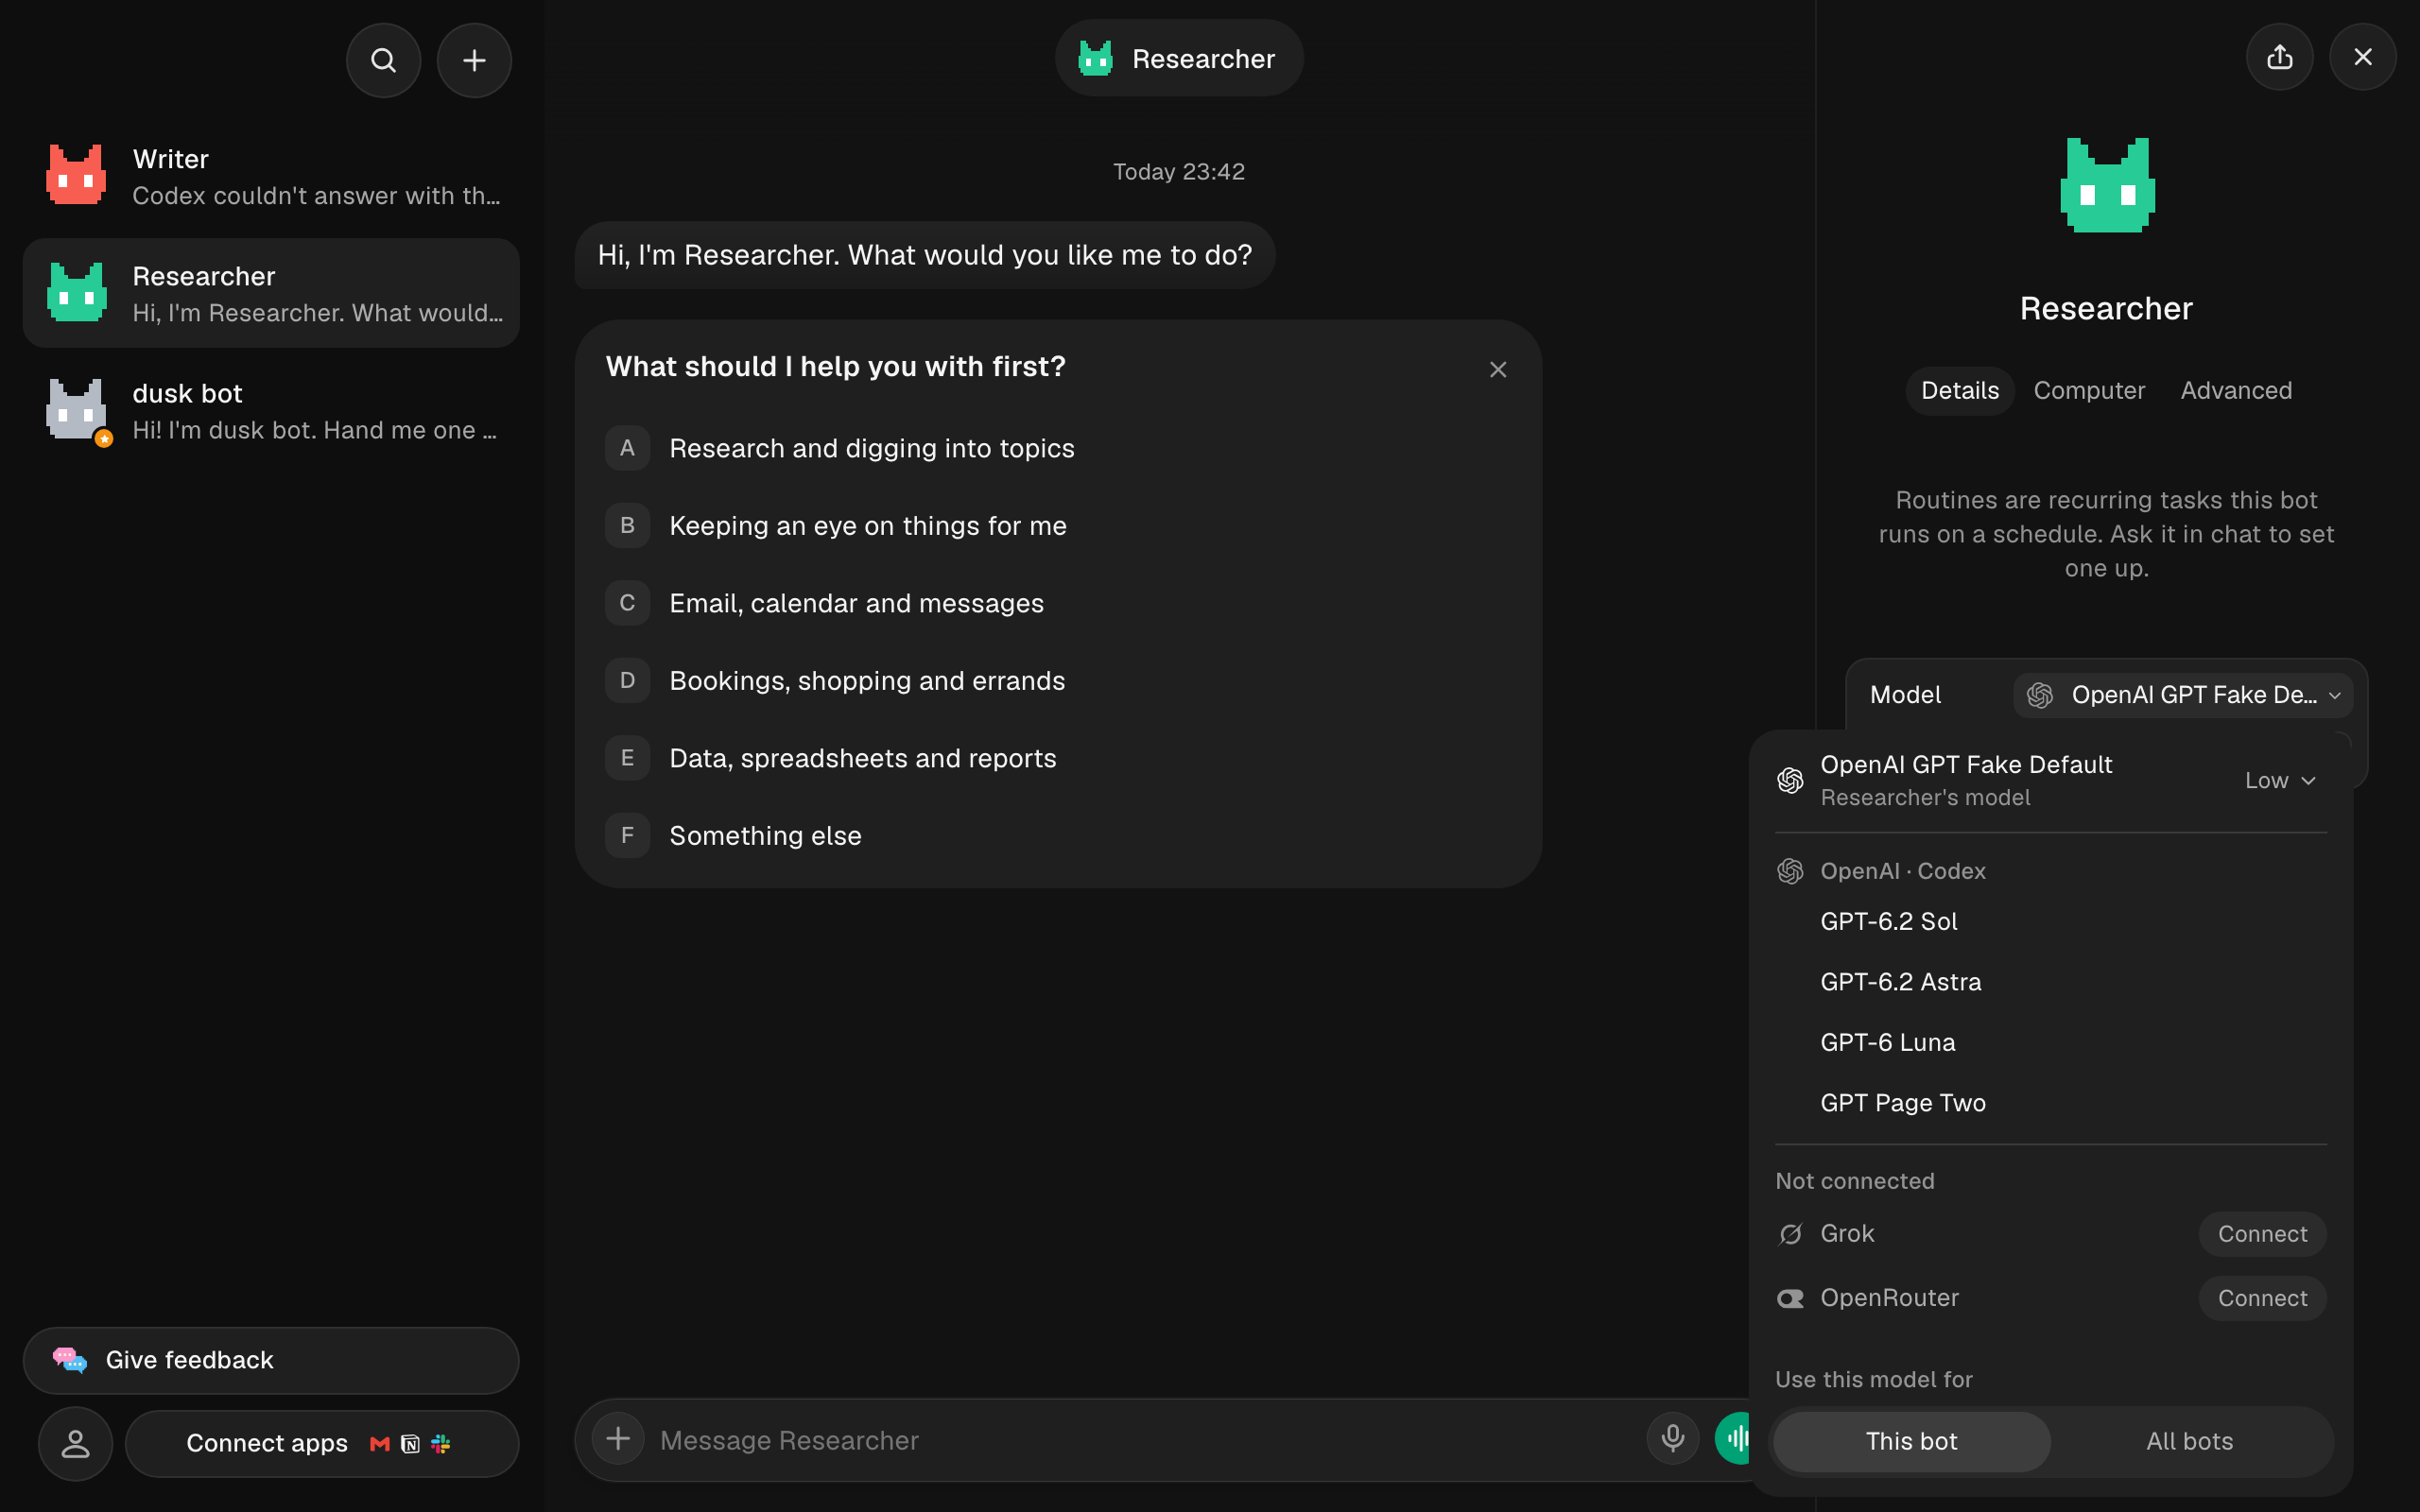 Writer
Codex couldn't answer with th...
Researcher
Hi, I'm Researcher. What would...
dusk bot
Hi! I'm dusk bot. Hand me one ...
Give feedback
Connect apps
Researcher
Today 23:42
Hi, I'm Researcher. What would you like me to do?
What should I help you with first?
A Research and digging into topics
B Keeping an eye on things for me
C Email, calendar and messages
D Bookings, shopping and errands
E Data, spreadsheets and reports
F Something else
Message Researcher
Researcher
Details Computer Advanced
Routines are recurring tasks this bot
runs on a schedule. Ask it in chat to set
one up.
Model OpenAI GPT Fake De...
OpenAI GPT Fake Default
Researcher's model
Low
OpenAI · Codex
GPT-6.2 Sol
GPT-6.2 Astra
GPT-6 Luna
GPT Page Two
Not connected
Grok Connect
OpenRouter Connect
Use this model for
This bot All bots